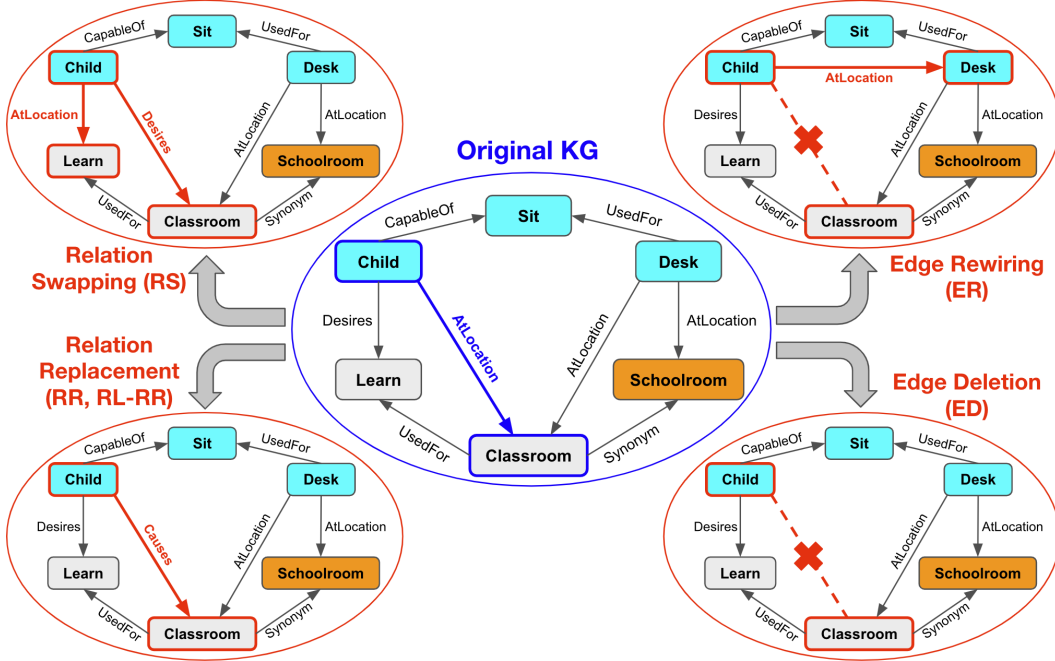 CapableOf
Sit
UsedFor
Child
Desk
AtLocation
Desires
AtLocation
AtLocation
Learn
Schoolroom
UsedFor
Classroom
Synonym
Relation
Swapping (RS)
CapableOf
Sit
UsedFor
Child
AtLocation
Desk
Desires
AtLocation
AtLocation
Learn
Schoolroom
UsedFor
Classroom
Synonym
Edge Rewiring
(ER)
Original KG
CapableOf
Sit
UsedFor
Child
Desk
Desires
AtLocation
AtLocation
AtLocation
Learn
Schoolroom
UsedFor
Classroom
Synonym
Relation
Replacement
(RR, RL-RR)
CapableOf
Sit
UsedFor
Child
Desk
Desires
Causes
AtLocation
AtLocation
Learn
Schoolroom
UsedFor
Classroom
Synonym
Edge Deletion
(ED)
CapableOf
Sit
UsedFor
Child
Desk
Desires
AtLocation
AtLocation
Learn
Schoolroom
UsedFor
Classroom
Synonym